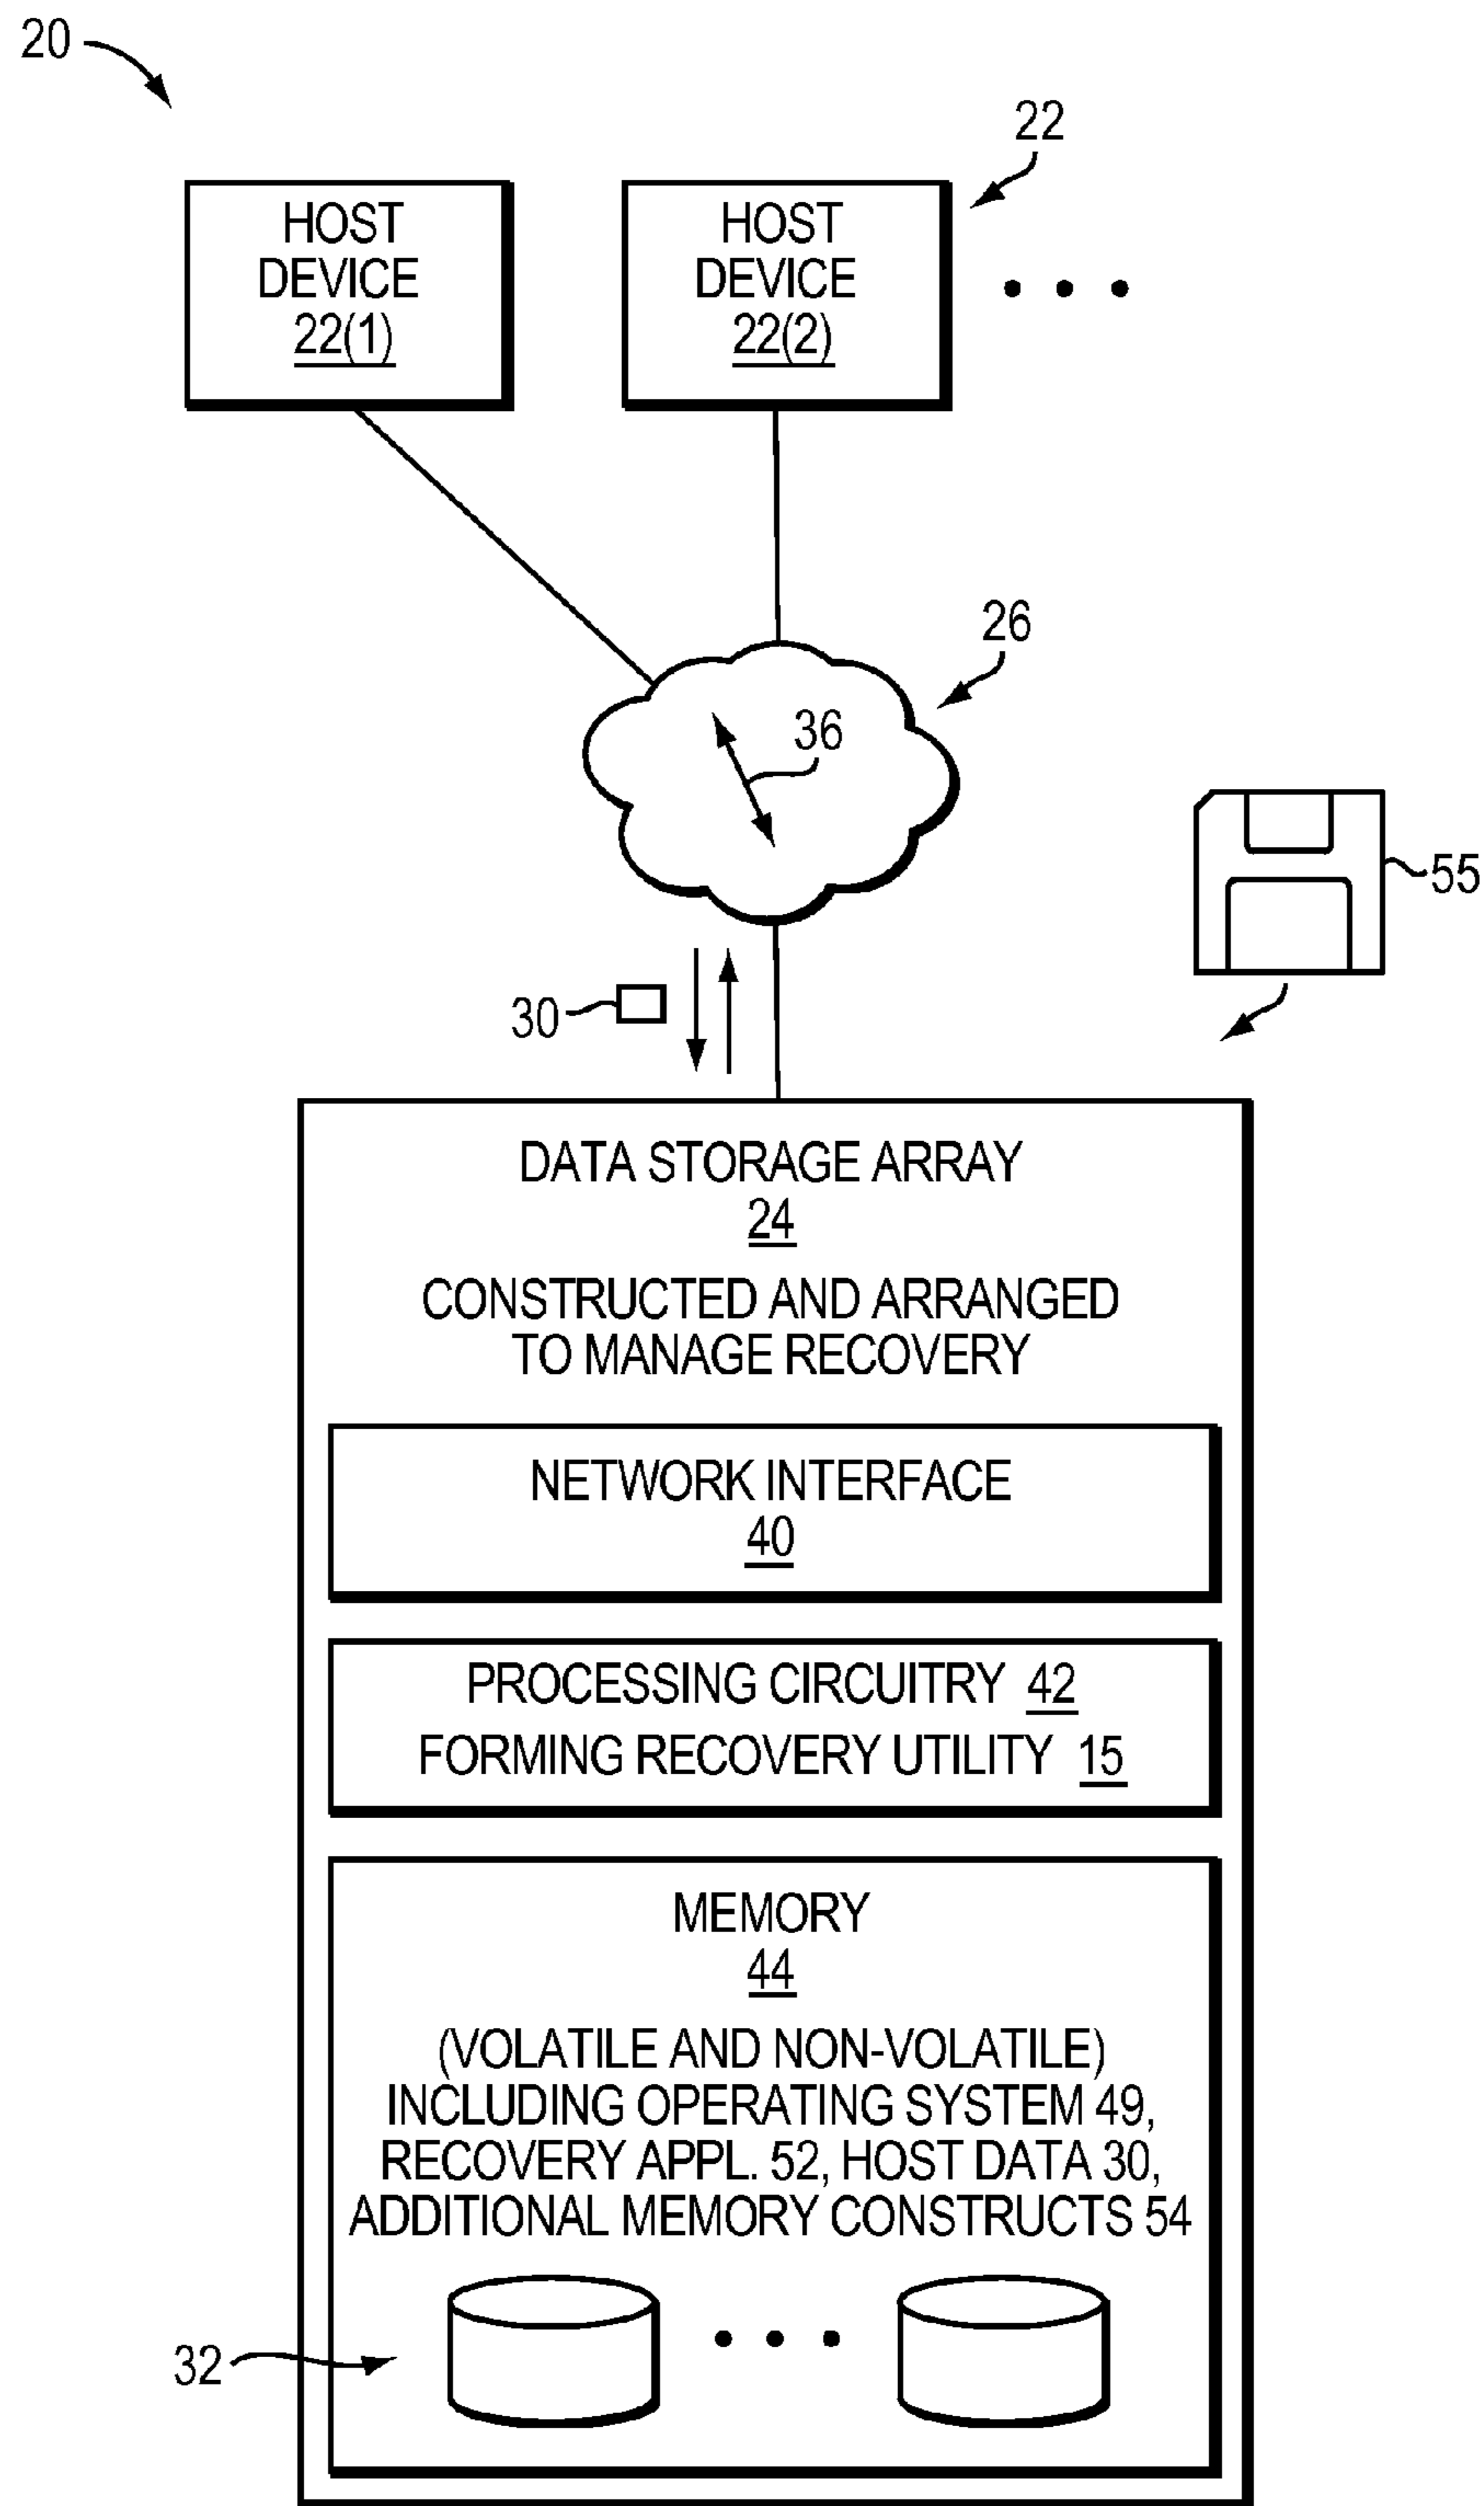 20
22
HOST
DEVICE
22(1)
HOST
DEVICE
22(2)
26
36
55
30
DATA STORAGE ARRAY
24
CONSTRUCTED AND ARRANGED
TO MANAGE RECOVERY
NETWORK INTERFACE
40
PROCESSING CIRCUITRY 42
FORMING RECOVERY UTILITY 15
MEMORY
44
(VOLATILE AND NON-VOLATILE)
INCLUDING OPERATING SYSTEM 49,
RECOVERY APPL. 52, HOST DATA 30,
ADDITIONAL MEMORY CONSTRUCTS 54
32